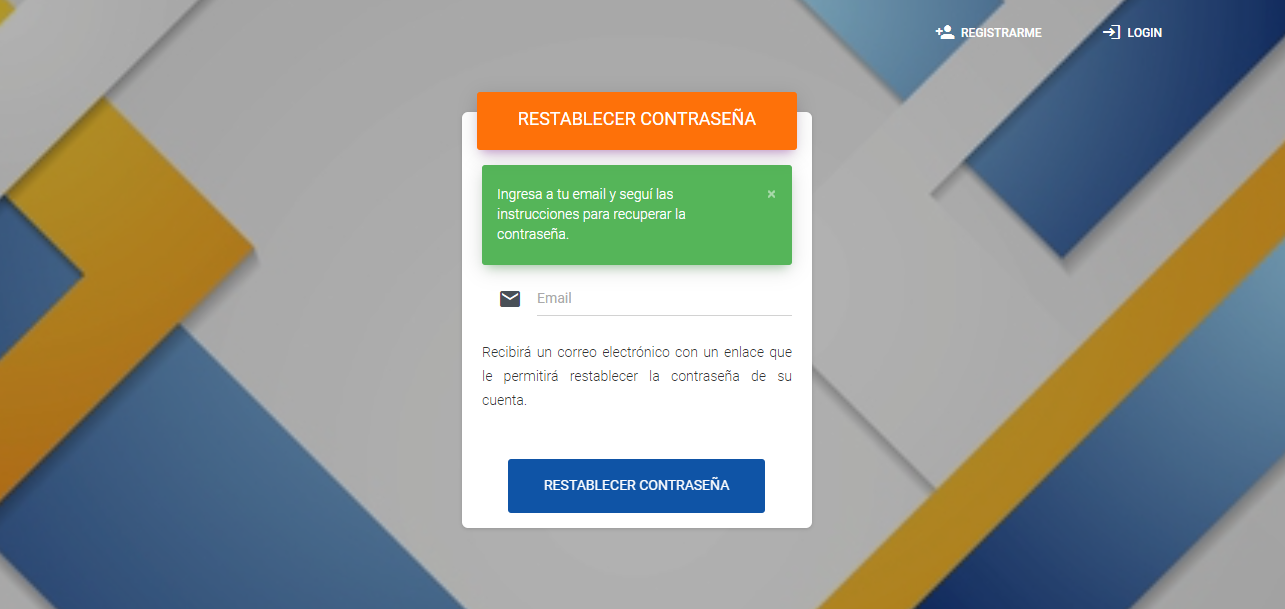 REGISTRARME
LOGIN
RESTABLECER CONTRASEÑA
Ingresa a tu email y seguí las
instrucciones para recuperar la
contraseña.
×
Email
Recibirá un correo electrónico con un enlace que
le permitirá restablecer la contraseña de su
cuenta.
RESTABLECER CONTRASEÑA